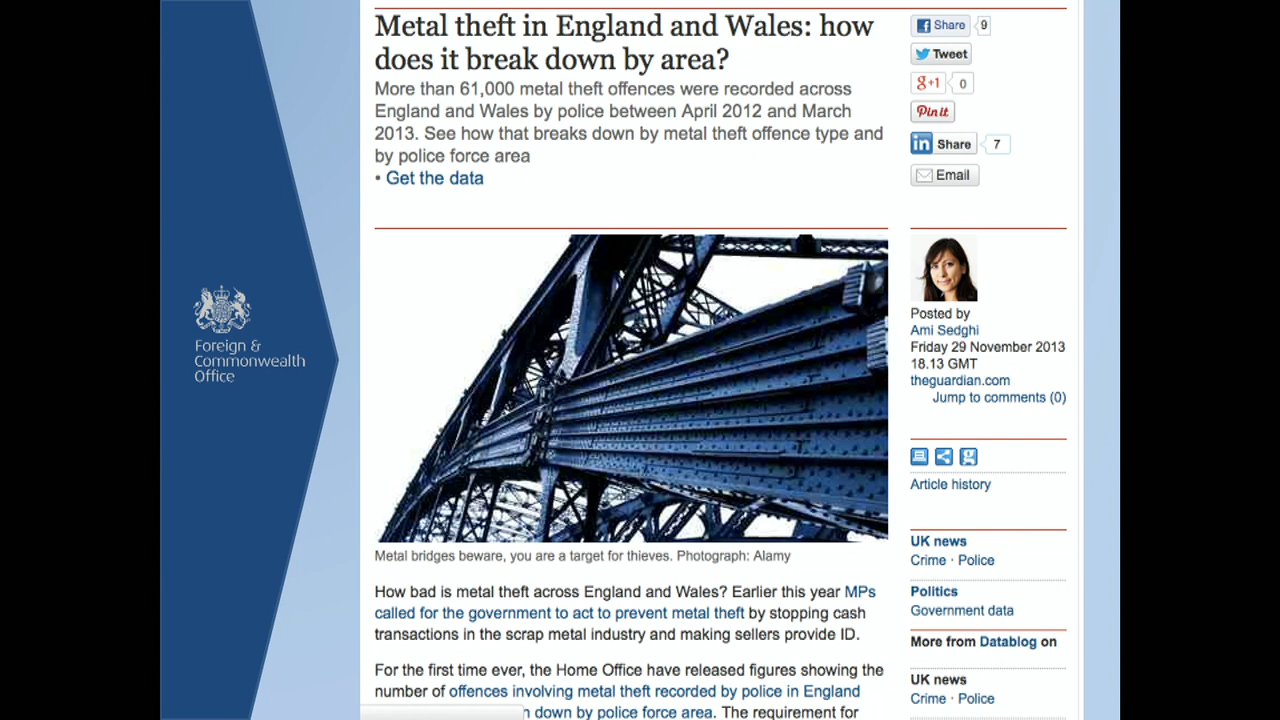 Foreign &
Commonwealth
Office
Metal theft in England and Wales: how
does it break down by area?
More than 61,000 metal theft offences were recorded across
England and Wales by police between April 2012 and March
2013. See how that breaks down by metal theft offence type and
by police force area
• Get the data
Metal bridges beware, you are a target for thieves. Photograph: Alamy
How bad is metal theft across England and Wales? Earlier this year MPs
called for the government to act to prevent metal theft by stopping cash
transactions in the scrap metal industry and making sellers provide ID.
For the first time ever, the Home Office have released figures showing the
number of offences involving metal theft recorded by police in England
down by police force area. The requirement for
Share 9
Tweet
g+1 0
Pin it
in Share 7
Email
Posted by
Ami Sedghi
Friday 29 November 2013
18.13 GMT
theguardian.com
Jump to comments (0)
Article history
UK news
Crime · Police
Politics
Government data
More from Datablog on
UK news
Crime · Police